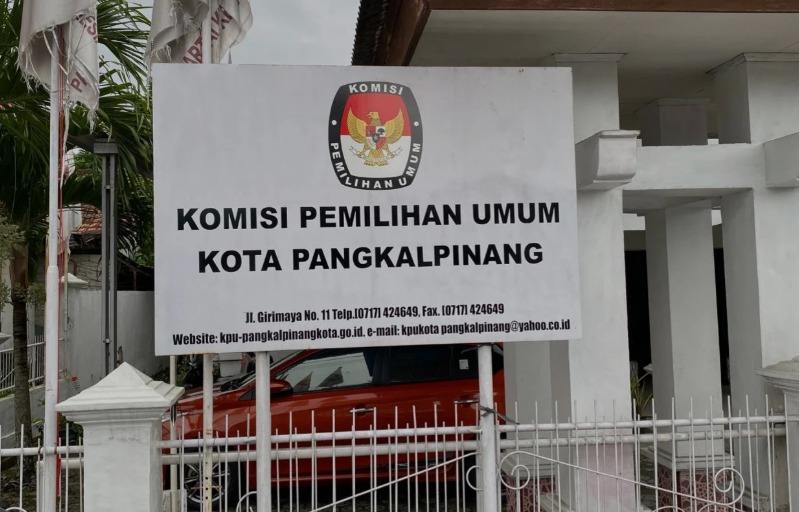 KOMISI
PEMILIHAN UMUM
KOMISI PEMILIHAN UMUM
KOTA PANGKALPINANG
Jl. Girimaya No. 11 Telp.(0717) 424649, Fax. (0717) 424649
Website: kpu-pangkalpinangkota.go.id. e-mail: kpukota pangkalpinang@yahoo.co.id